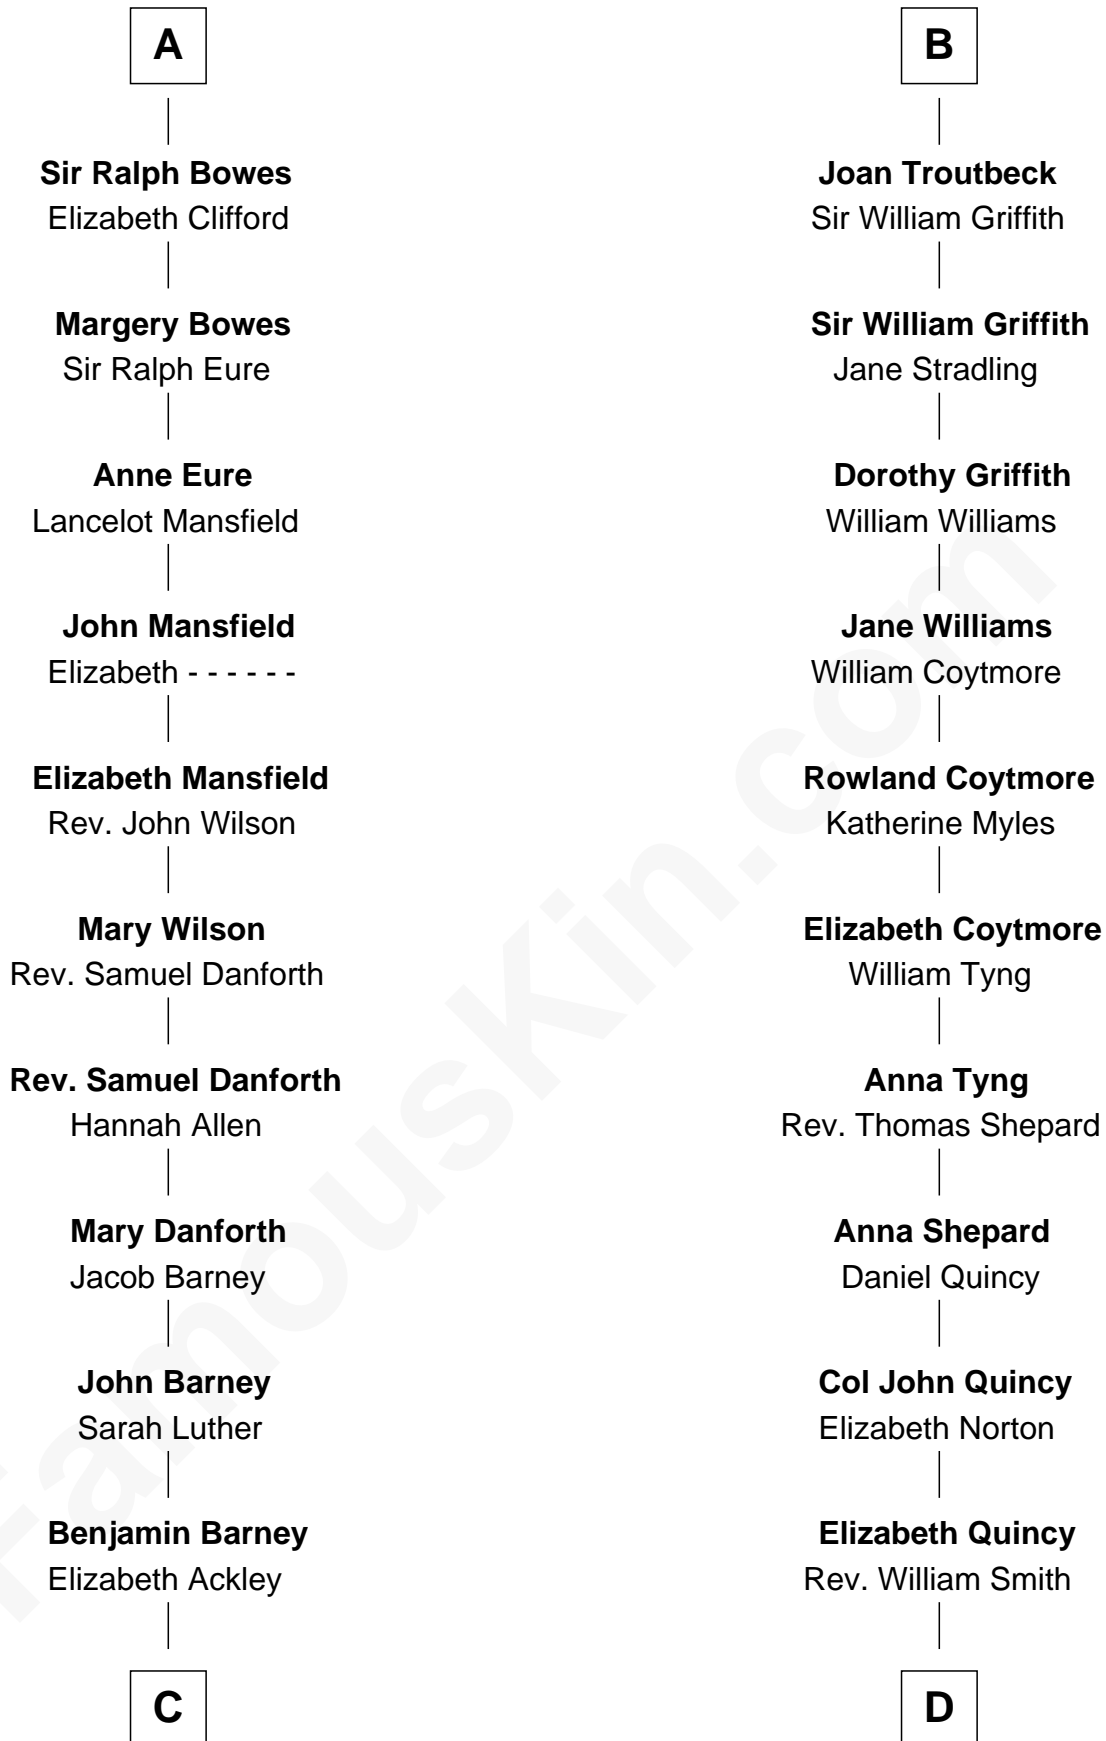 A
Sir Ralph Bowes
Elizabeth Clifford
Margery Bowes
Sir Ralph Eure
Anne Eure
Lancelot Mansfield
John Mansfield
Elizabeth - - - - - -
Elizabeth Mansfield
Rev. John Wilson
Mary Wilson
Rev. Samuel Danforth
Rev. Samuel Danforth
Hannah Allen
Mary Danforth
Jacob Barney
John Barney
Sarah Luther
Benjamin Barney
Elizabeth Ackley
C
B
Joan Troutbeck
Sir William Griffith
Sir William Griffith
Jane Stradling
Dorothy Griffith
William Williams
Jane Williams
William Coytmore
Rowland Coytmore
Katherine Myles
Elizabeth Coytmore
William Tyng
Anna Tyng
Rev. Thomas Shepard
Anna Shepard
Daniel Quincy
Col John Quincy
Elizabeth Norton
Elizabeth Quincy
Rev. William Smith
D
FamousKin.com